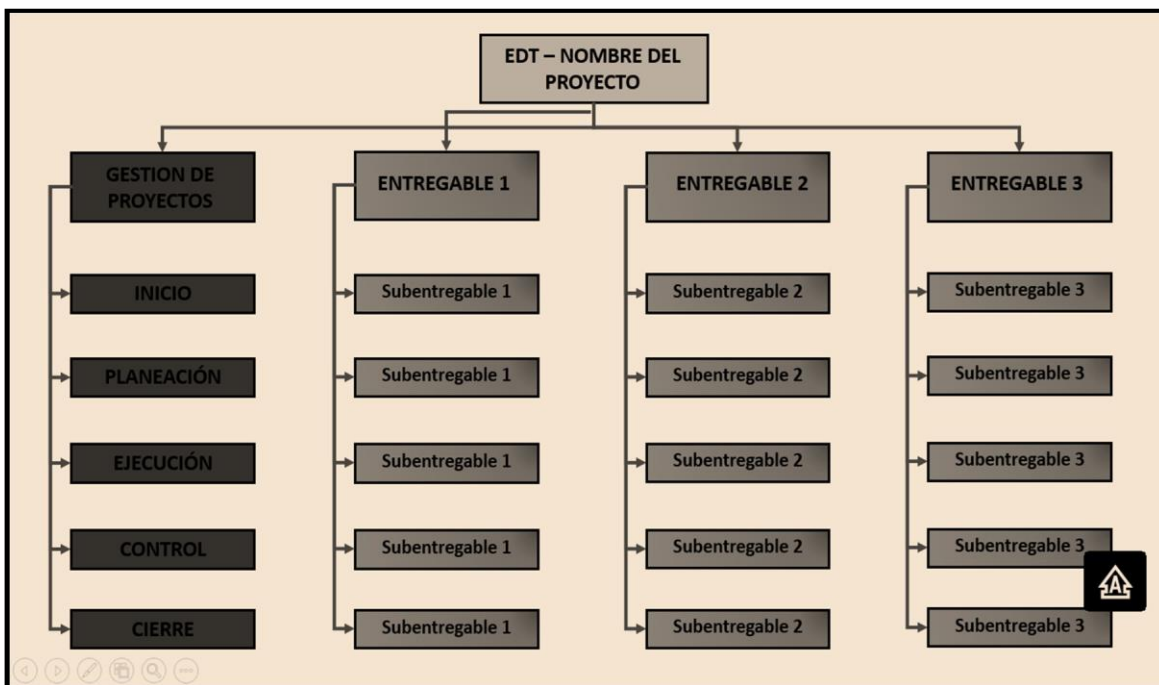 EDT – NOMBRE DEL
PROYECTO
GESTION DE
PROYECTOS
ENTREGABLE 1
ENTREGABLE 2
ENTREGABLE 3
INICIO
Subentregable 1
Subentregable 2
Subentregable 3
PLANEACIÓN
Subentregable 1
Subentregable 2
Subentregable 3
EJECUCIÓN
Subentregable 1
Subentregable 2
Subentregable 3
CONTROL
Subentregable 1
Subentregable 2
Subentregable 3
A
CIERRE
Subentregable 1
Subentregable 2
Subentregable 3